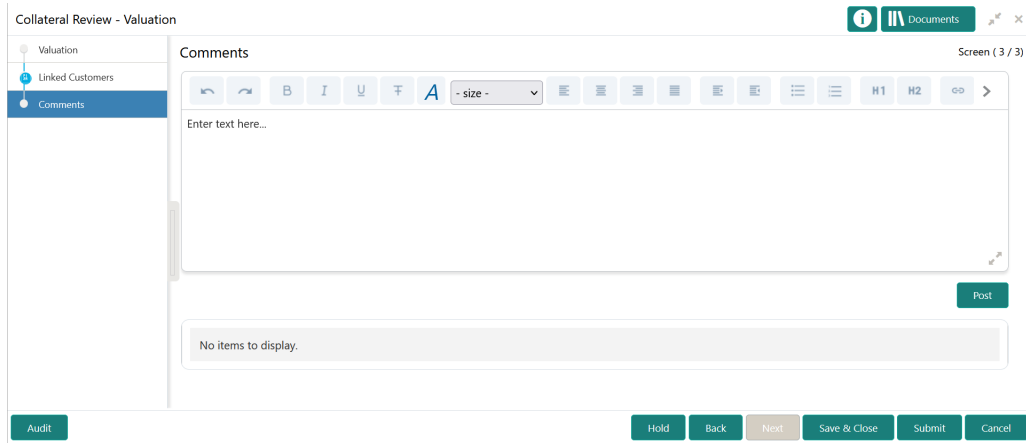 Collateral Review - Valuation
Documents
Valuation
Linked Customers
Comments
Comments
Screen ( 3 / 3)
B I U T A - size - H1 H2
Enter text here...
Post
No items to display.
Audit
Hold Back Next Save & Close Submit Cancel